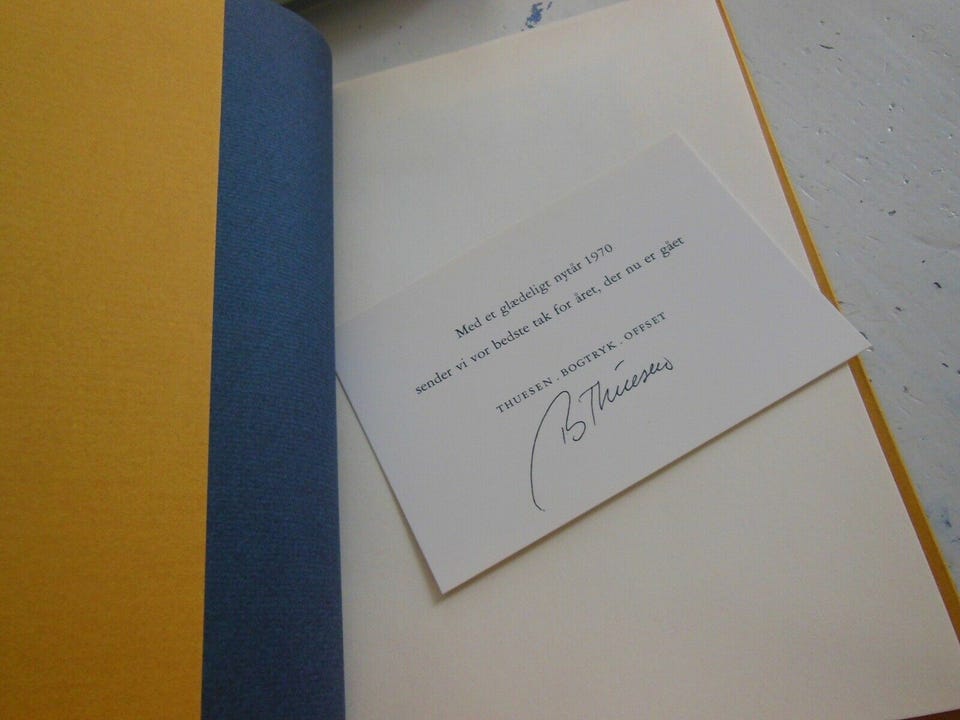 Med et glædeligt nytår 1970
sender vi vor bedste tak for året, der nu er gået
THUESEN . BOGTRYK . OFFSET
B Thuesen